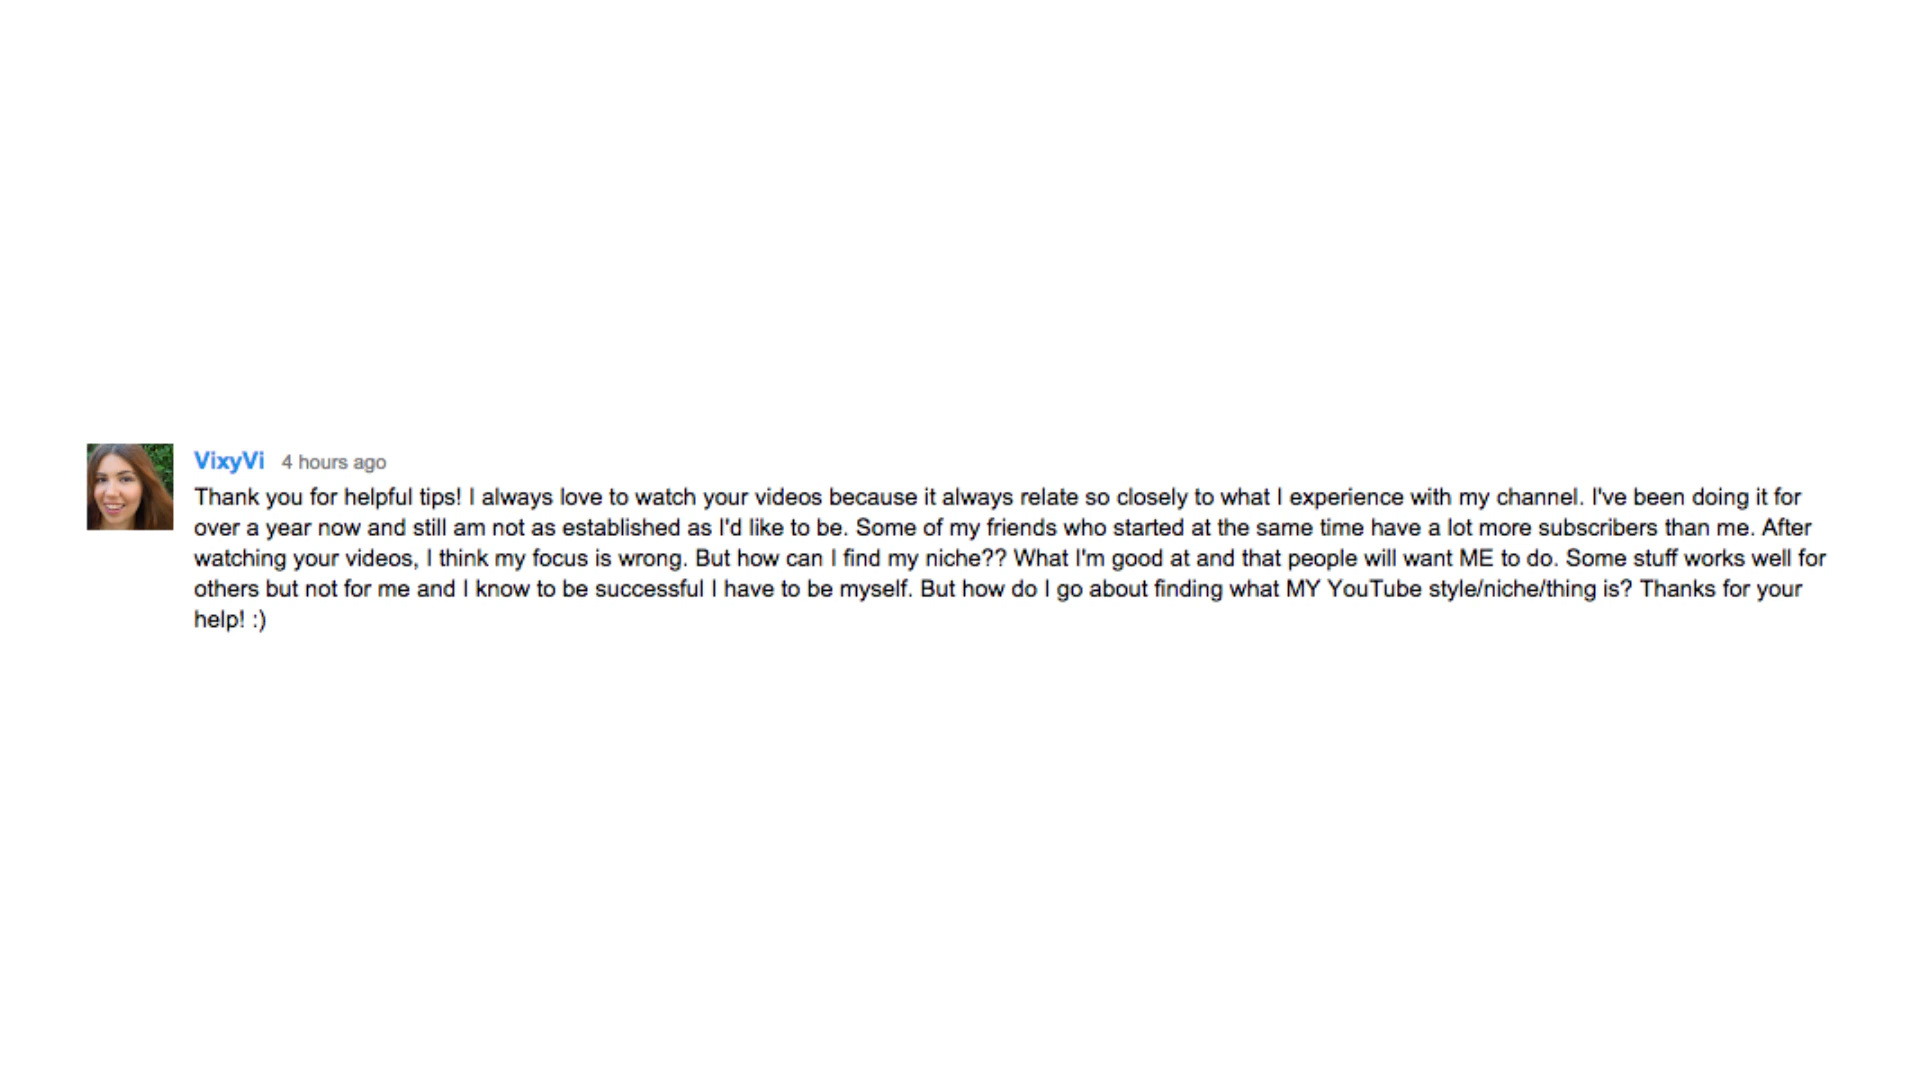 VixyVi 4 hours ago
Thank you for helpful tips! I always love to watch your videos because it always relate so closely to what I experience with my channel. I've been doing it for
over a year now and still am not as established as I'd like to be. Some of my friends who started at the same time have a lot more subscribers than me. After
watching your videos, I think my focus is wrong. But how can I find my niche?? What I'm good at and that people will want ME to do. Some stuff works well for
others but not for me and I know to be successful I have to be myself. But how do I go about finding what MY YouTube style/niche/thing is? Thanks for your
help! :)